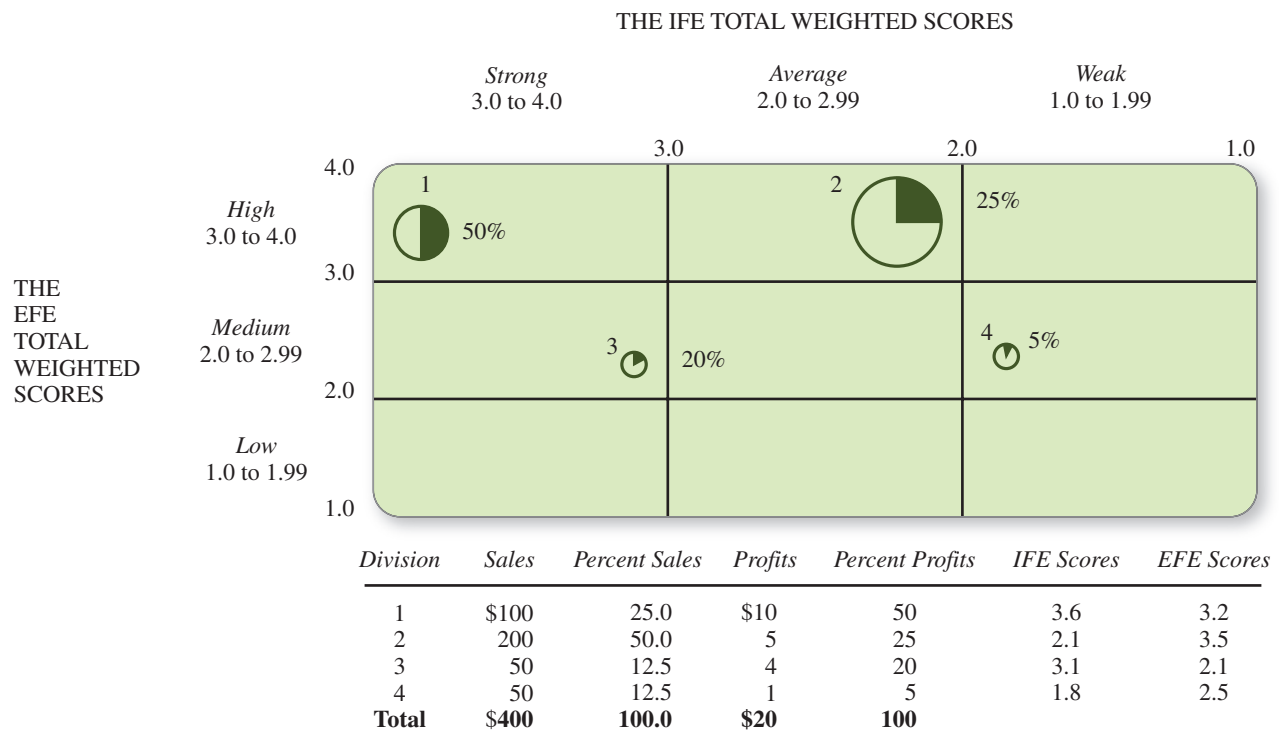 THE IFE TOTAL WEIGHTED SCORES
Strong Average Weak
3.0 to 4.0 2.0 to 2.99 1.0 to 1.99
3.0 2.0 1.0
4.0
1 2
High
3.0 to 4.0
50% 25%
3.0
THE
EFE
TOTAL
WEIGHTED
SCORES
Medium
2.0 to 2.99
3 20% 4 5%
2.0
Low
1.0 to 1.99
1.0
Division Sales Percent Sales Profits Percent Profits IFE Scores EFE Scores
1 $100 25.0 $10 50 3.6 3.2
2 200 50.0 5 25 2.1 3.5
3 50 12.5 4 20 3.1 2.1
4 50 12.5 1 5 1.8 2.5
Total $400 100.0 $20 100